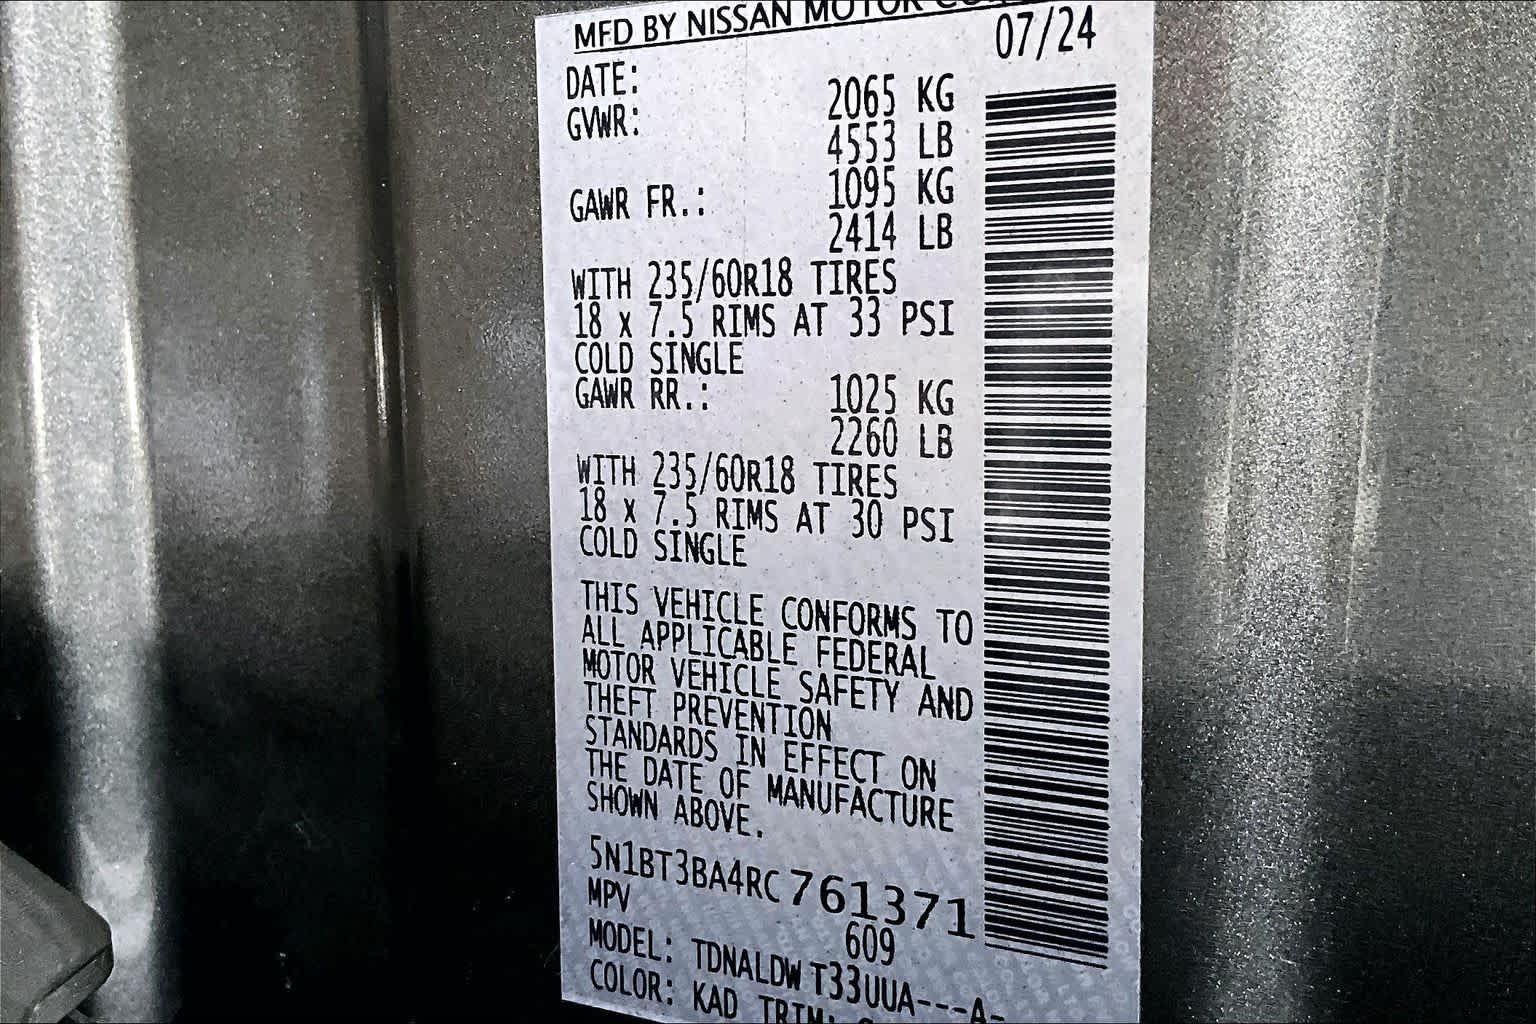 MFD BY NISSAN MOTOR
DATE: 07/24
GVWR: 2065 KG
4553 LB
GAWR FR.: 1095 KG
2414 LB
WITH 235/60R18 TIRES
18 x 7.5 RIMS AT 33 PSI
COLD SINGLE
GAWR RR.: 1025 KG
2260 LB
WITH 235/60R18 TIRES
18 x 7.5 RIMS AT 30 PSI
COLD SINGLE
THIS VEHICLE CONFORMS TO
ALL APPLICABLE FEDERAL
MOTOR VEHICLE SAFETY AND
THEFT PREVENTION
STANDARDS IN EFFECT ON
THE DATE OF MANUFACTURE
SHOWN ABOVE.
5N1BT3BA4RC761371
MPV 609
MODEL: TDNALDW T33UUA---A-
COLOR: KAD TRIM: